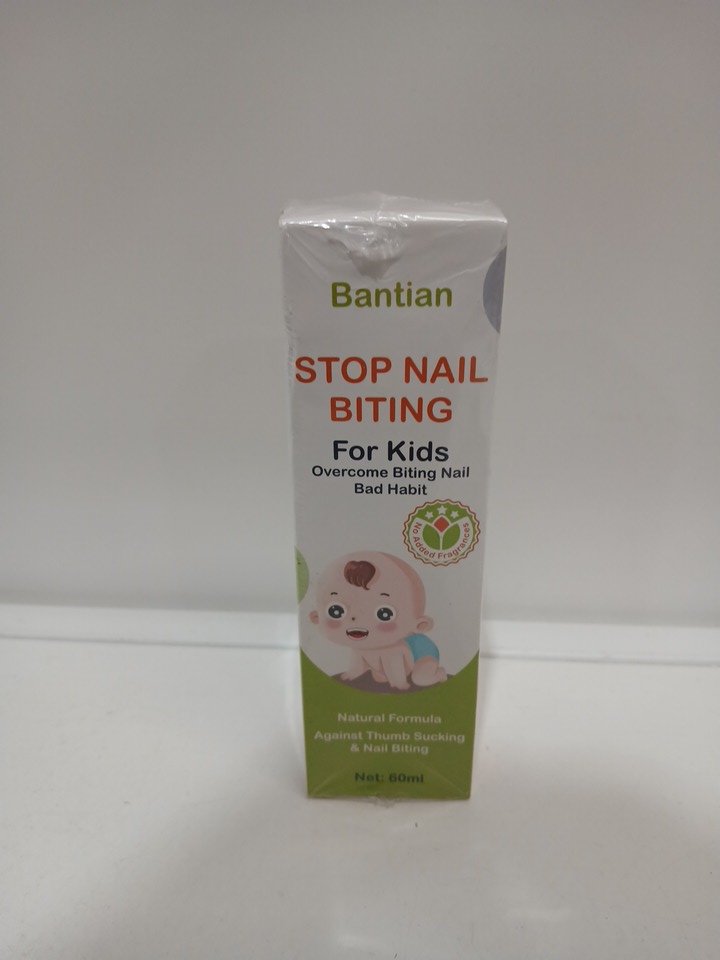 Bantian
STOP NAIL
BITING
For Kids
Overcome Biting Nail
Bad Habit
No Added Fragrances
Natural Formula
Against Thumb Sucking
& Nail Biting
Net: 60ml